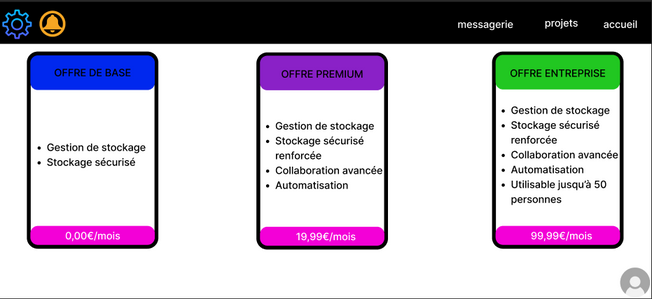 messagerie
projets
accueil
OFFRE DE BASE
• Gestion de stockage
• Stockage sécurisé
0,00€/mois
OFFRE PREMIUM
• Gestion de stockage
• Stockage sécurisé
renforcée
• Collaboration avancée
• Automatisation
19,99€/mois
OFFRE ENTREPRISE
• Gestion de stockage
• Stockage sécurisé
renforcée
• Collaboration avancée
• Automatisation
• Utilisable jusqu'à 50
personnes
99,99€/mois